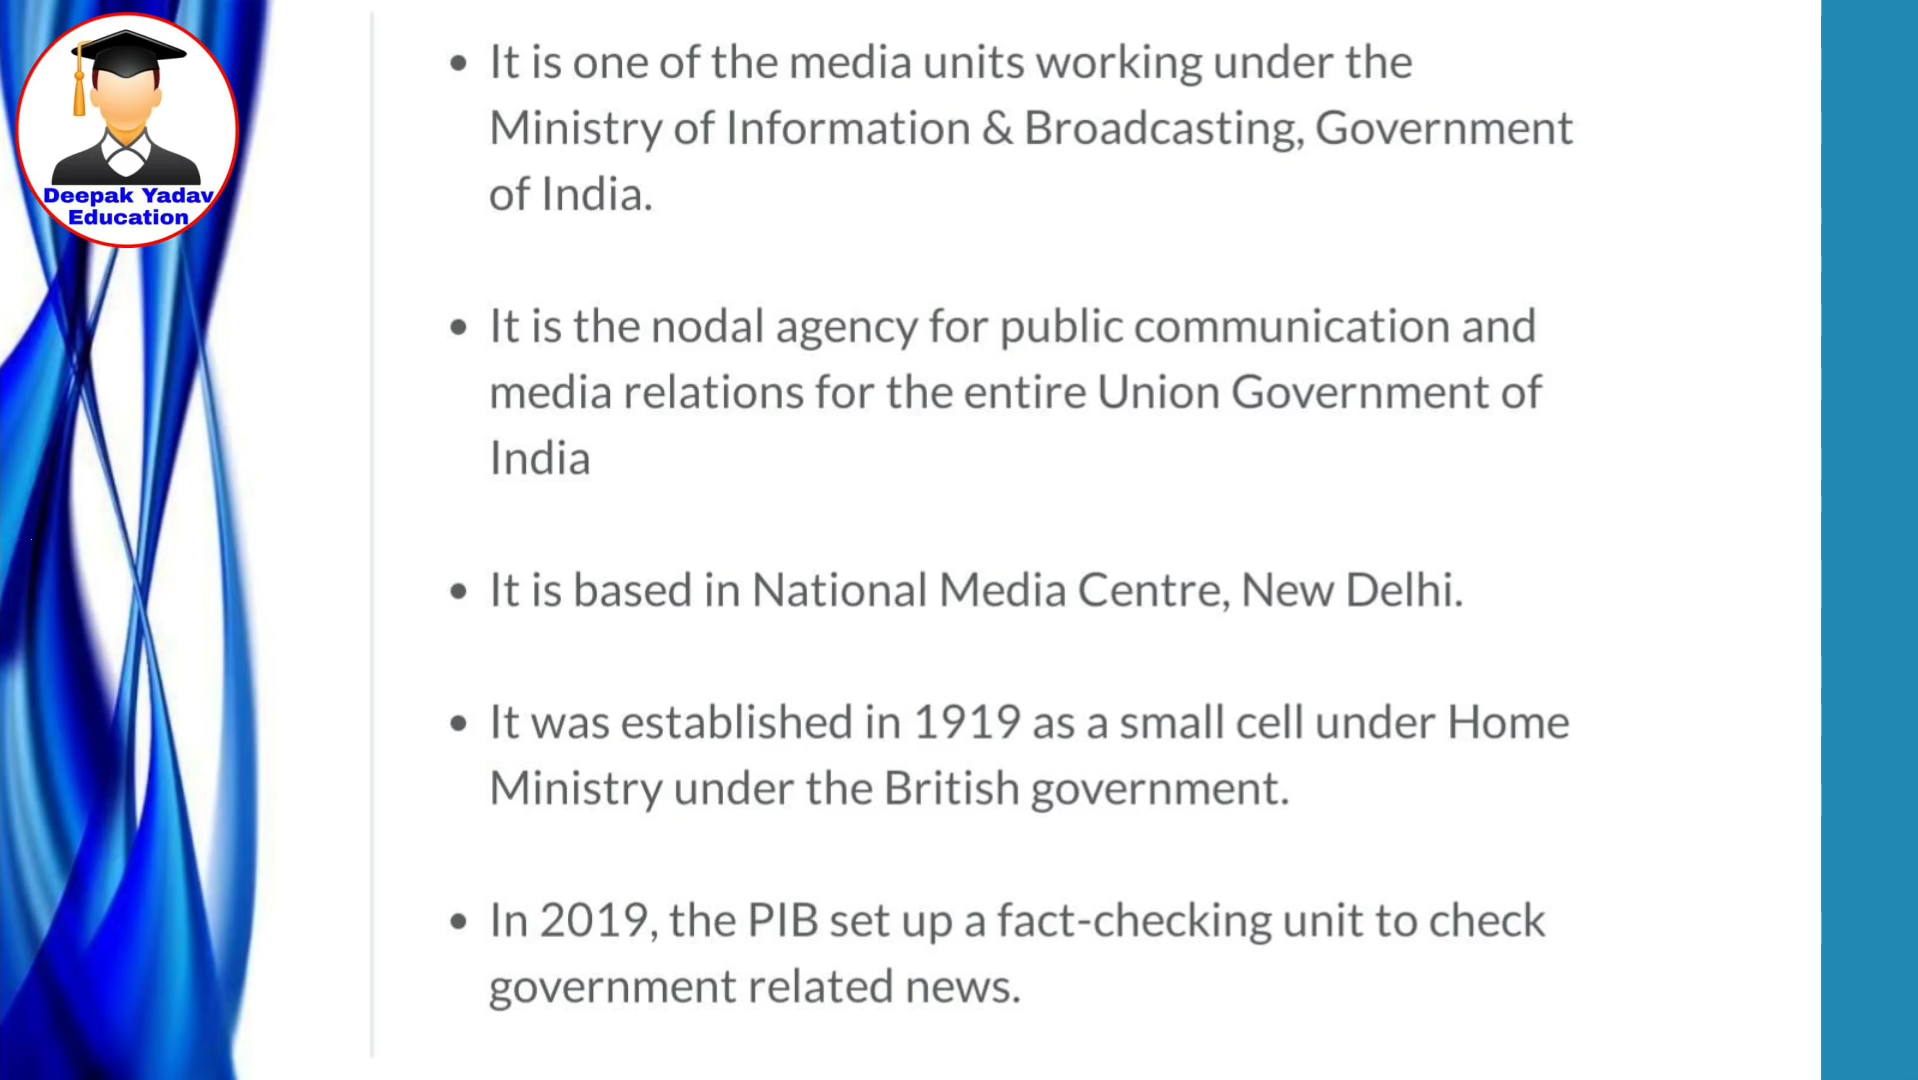 Deepak Yadav
Education
• It is one of the media units working under the
Ministry of Information & Broadcasting, Government
of India.
• It is the nodal agency for public communication and
media relations for the entire Union Government of
India
• It is based in National Media Centre, New Delhi.
• It was established in 1919 as a small cell under Home
Ministry under the British government.
• In 2019, the PIB set up a fact-checking unit to check
government related news.